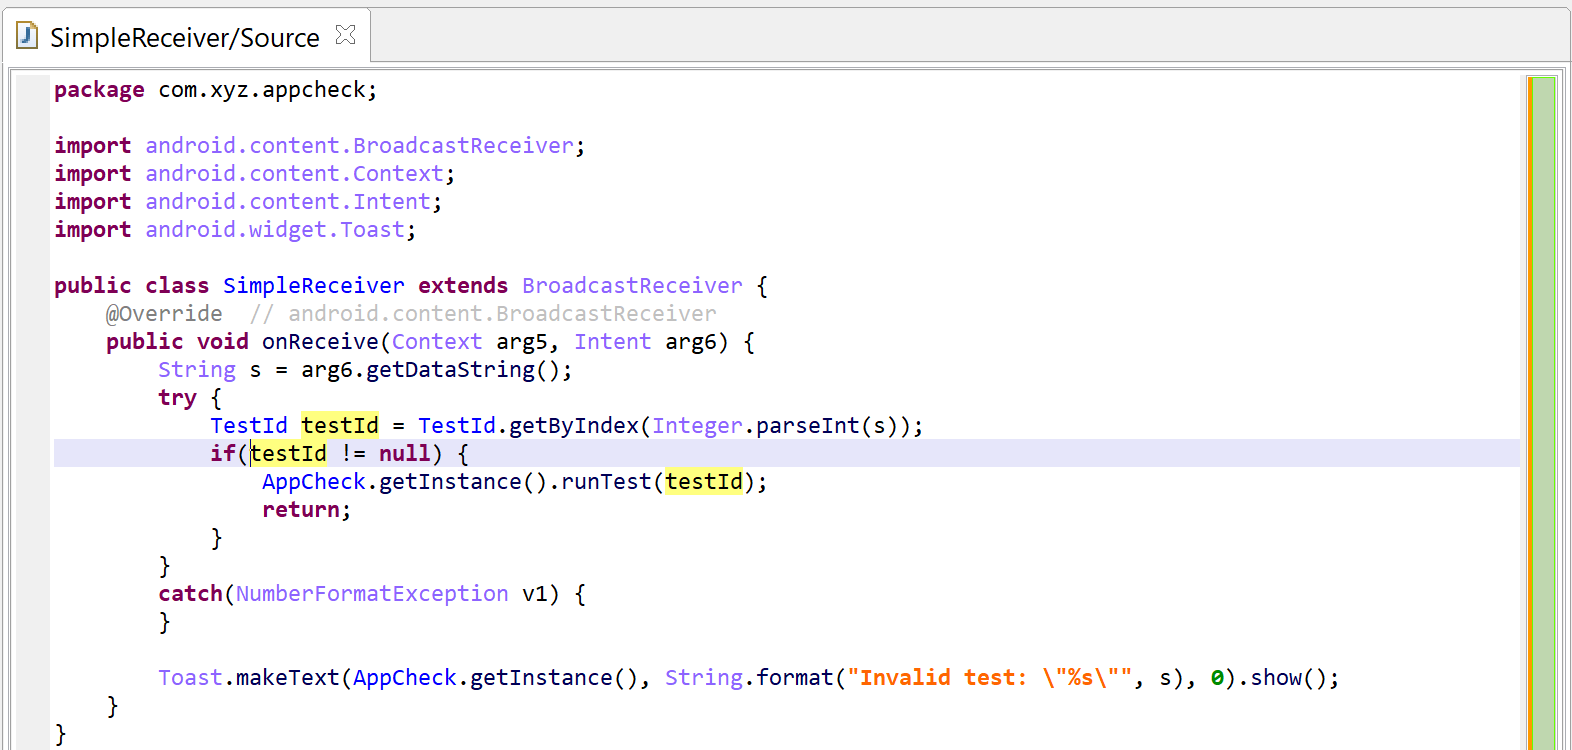 SimpleReceiver/Source
package com.xyz.appcheck;
import android.content.BroadcastReceiver;
import android.content.Context;
import android.content.Intent;
import android.widget.Toast;
public class SimpleReceiver extends BroadcastReceiver {
@Override  // android.content.BroadcastReceiver
public void onReceive(Context arg5, Intent arg6) {
String s = arg6.getDataString();
try {
TestId testId = TestId.getByIndex(Integer.parseInt(s));
if(testId != null) {
AppCheck.getInstance().runTest(testId);
return;
}
}
catch(NumberFormatException v1) {
}
Toast.makeText(AppCheck.getInstance(), String.format("Invalid test: \"%s\"", s), 0).show();
}
}